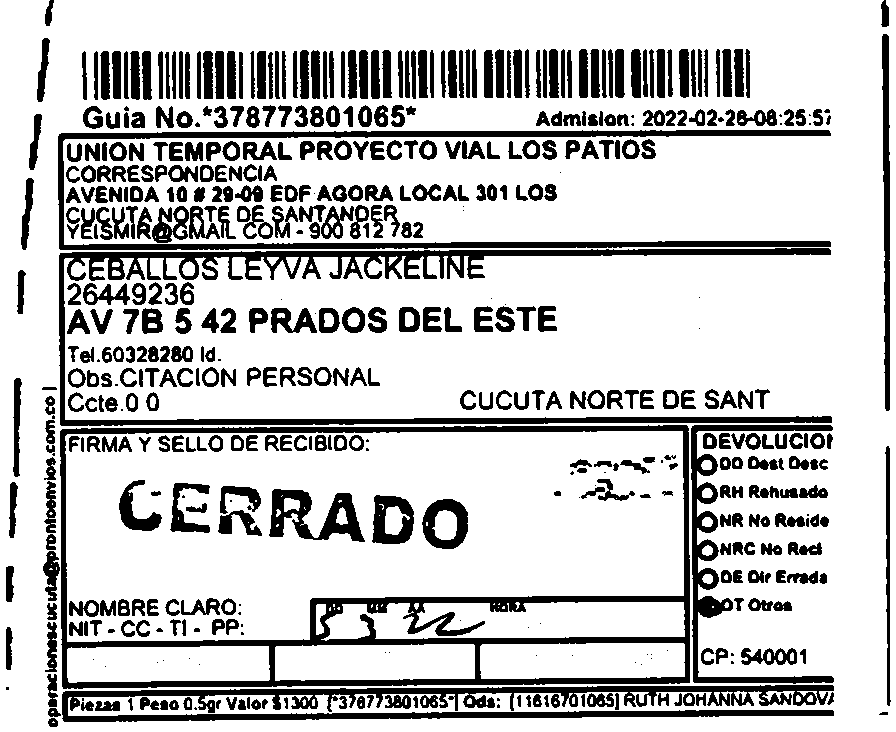 Guia No.*378773801065*
Admision: 2022-02-28-08:25:57
UNION TEMPORAL PROYECTO VIAL LOS PATIOS
CORRESPONDENCIA
AVENIDA 10 # 29-09 EDF AGORA LOCAL 301 LOS
CUCUTA NORTE DE SANTANDER
YEISMIR@GMAIL COM - 900 812 782
CEBALLOS LEYVA JACKELINE
26449236
AV 7B 5 42 PRADOS DEL ESTE
Tel.60328280 Id.
Obs.CITACION PERSONAL
Ccte.0 0
CUCUTA NORTE DE SANT
operacionescucuta@prontoenvios.com.co |
FIRMA Y SELLO DE RECIBIDO:
CERRADO
NOMBRE CLARO:
NIT - CC - TI - PP:
DD MM AA HORA
5 3 22
DEVOLUCION
DD Dest Desc
RH Rehusado
NR No Reside
NRC No Recl
DE Dir Errada
OT Otros
CP: 540001
Piezas 1 Peso 0.5gr Valor $1300 [*378773801065*] Ods: [11616701065] RUTH JOHANNA SANDOVA